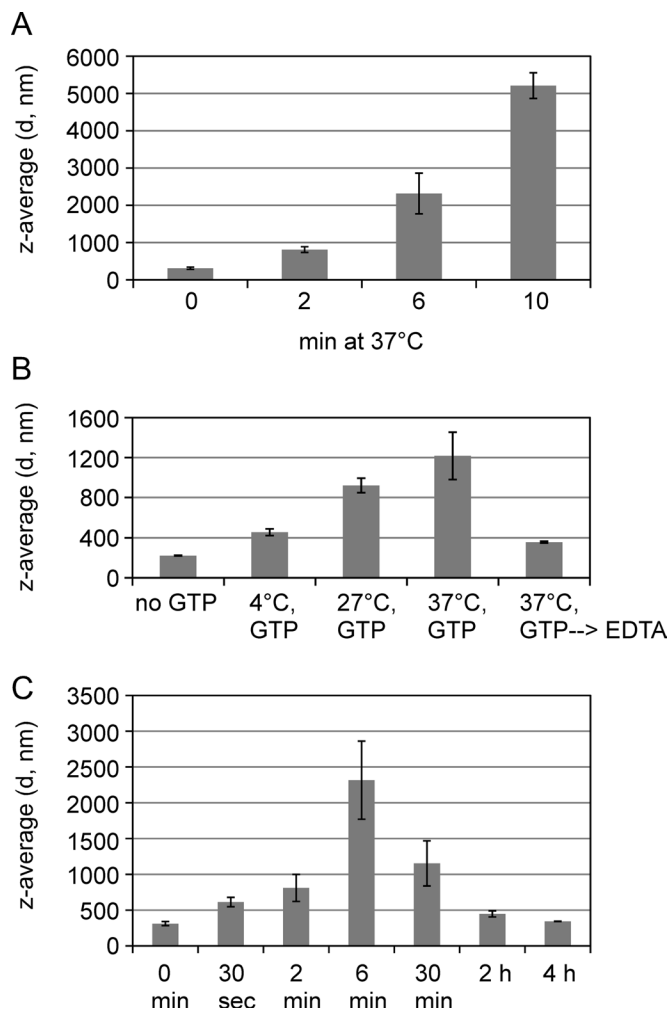 A
z-average (d, nm)
6000
5000
4000
3000
2000
1000
0
0 2 6 10
min at 37°C
B
z-average (d, nm)
1600
1200
800
400
0
no GTP 4°C, 27°C, 37°C, 37°C,
GTP GTP GTP GTP--> EDTA
C
z-average (d, nm)
3500
3000
2500
2000
1500
1000
500
0
0 30 2 6 30 2 h 4 h
min sec min min min